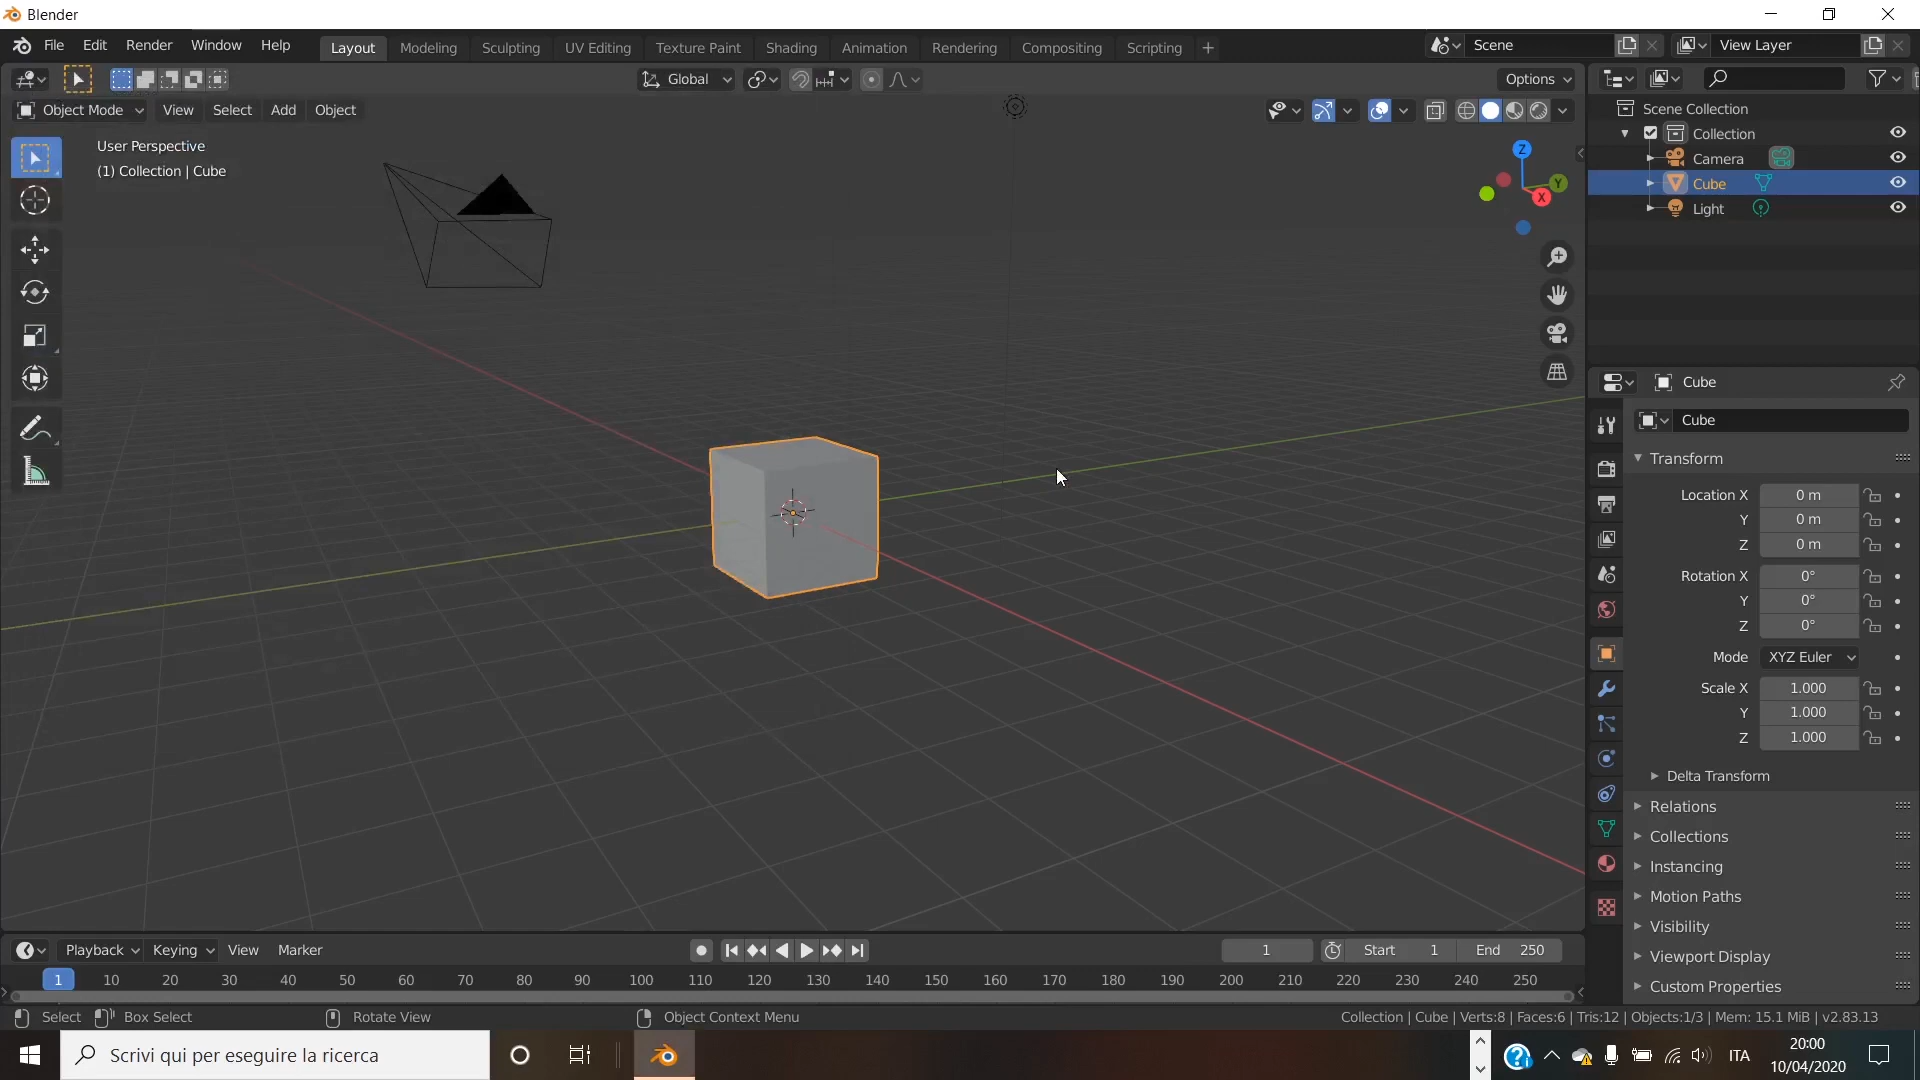 Blender
File Edit Render Window Help Layout Modeling Sculpting UV Editing Texture Paint Shading Animation Rendering Compositing Scripting + Scene View Layer
Global Options
Object Mode View Select Add Object
User Perspective
(1) Collection | Cube
Z
Y
X
Scene Collection
Collection
Camera
Cube
Light
Cube
Cube
Transform
Location X 0 m
Y 0 m
Z 0 m
Rotation X 0°
Y 0°
Z 0°
Mode XYZ Euler
Scale X 1.000
Y 1.000
Z 1.000
Delta Transform
Relations
Collections
Instancing
Motion Paths
Visibility
Viewport Display
Custom Properties
Playback Keying View Marker 1 Start 1 End 250
1 10 20 30 40 50 60 70 80 90 100 110 120 130 140 150 160 170 180 190 200 210 220 230 240 250
Select Box Select Rotate View Object Context Menu Collection | Cube | Verts:8 | Faces:6 | Tris:12 | Objects:1/3 | Mem: 15.1 MiB | v2.83.13
Scrivi qui per eseguire la ricerca ITA 20:00
10/04/2020